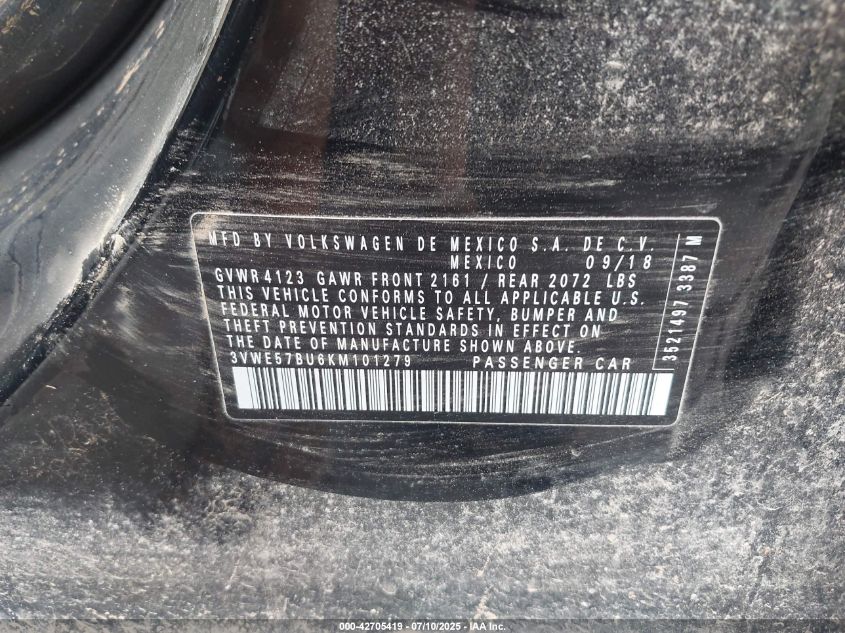 MFD BY VOLKSWAGEN DE MEXICO S.A. DE C.V.
MEXICO 09/18
GVWR 4123 GAWR FRONT 2161 / REAR 2072 LBS
THIS VEHICLE CONFORMS TO ALL APPLICABLE U.S.
FEDERAL MOTOR VEHICLE SAFETY, BUMPER AND
THEFT PREVENTION STANDARDS IN EFFECT ON
THE DATE OF MANUFACTURE SHOWN ABOVE.
3VWE57BU6KM101279 PASSENGER CAR
3521497 3387 M
000-42705419 - 07/10/2025 - IAA Inc.